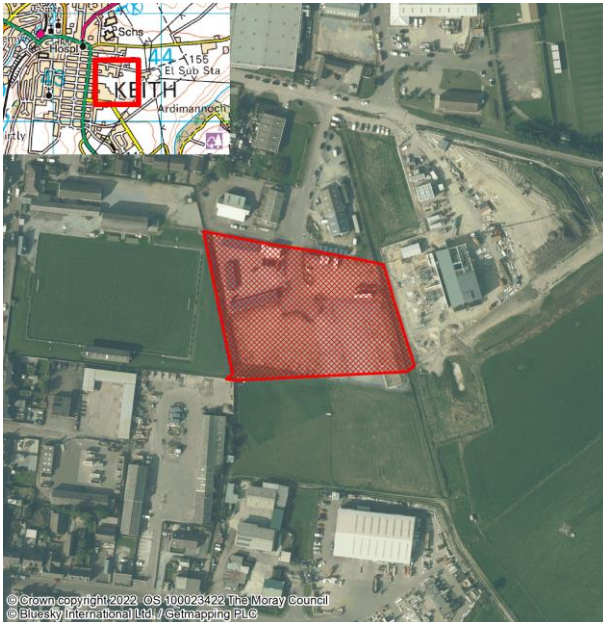 Schs
Hospl
44
155
El Sub Sta
KEITH
Ardimannoch
© Crown copyright 2022 OS 100023422 The Moray Council
© Bluesky International Ltd. / Getmapping PLC